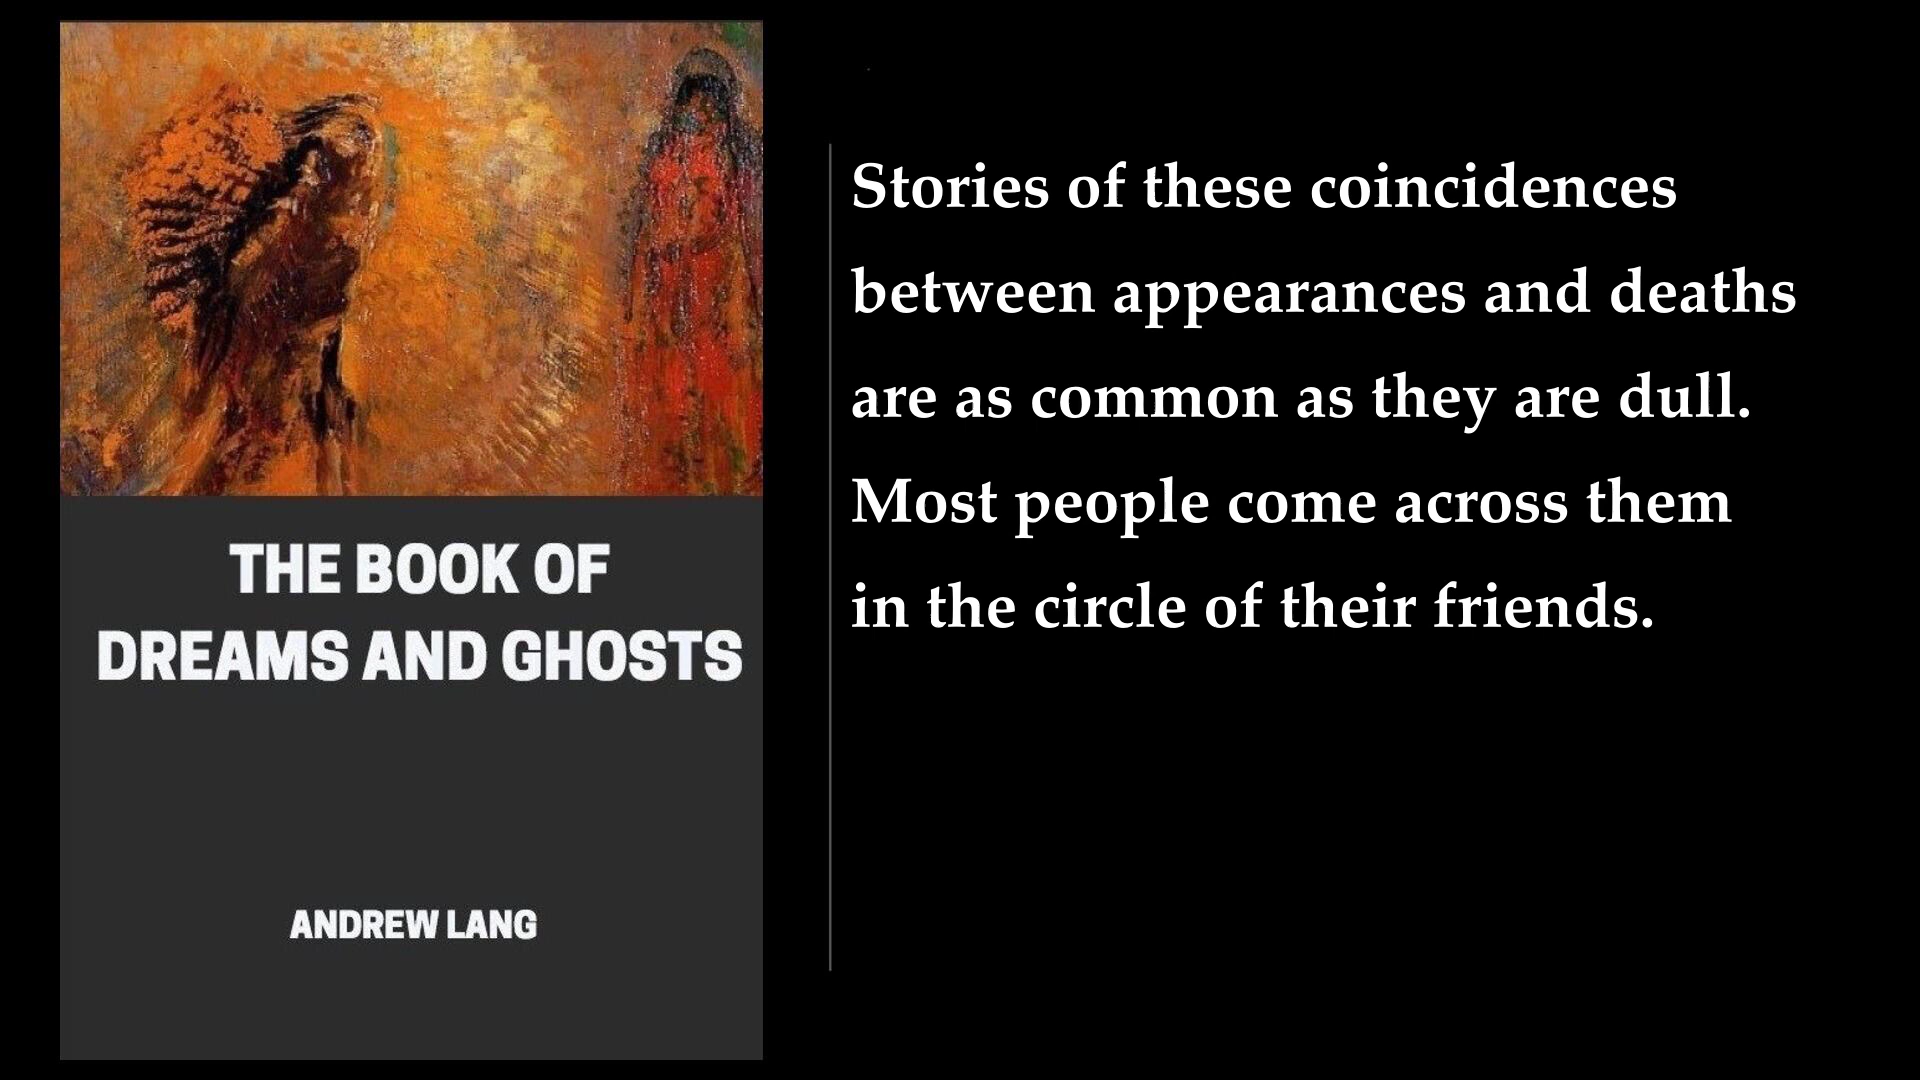 THE BOOK OF
DREAMS AND GHOSTS
ANDREW LANG
Stories of these coincidences
between appearances and deaths
are as common as they are dull.
Most people come across them
in the circle of their friends.